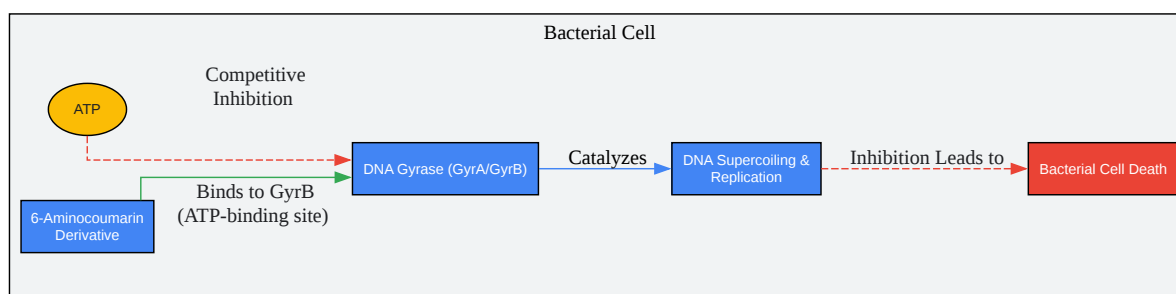 Bacterial Cell
Competitive
Inhibition
ATP
DNA Gyrase (GyrA/GyrB)
Catalyzes
DNA Supercoiling &
Replication
Inhibition Leads to
Bacterial Cell Death
Binds to GyrB
(ATP-binding site)
6-Aminocoumarin
Derivative